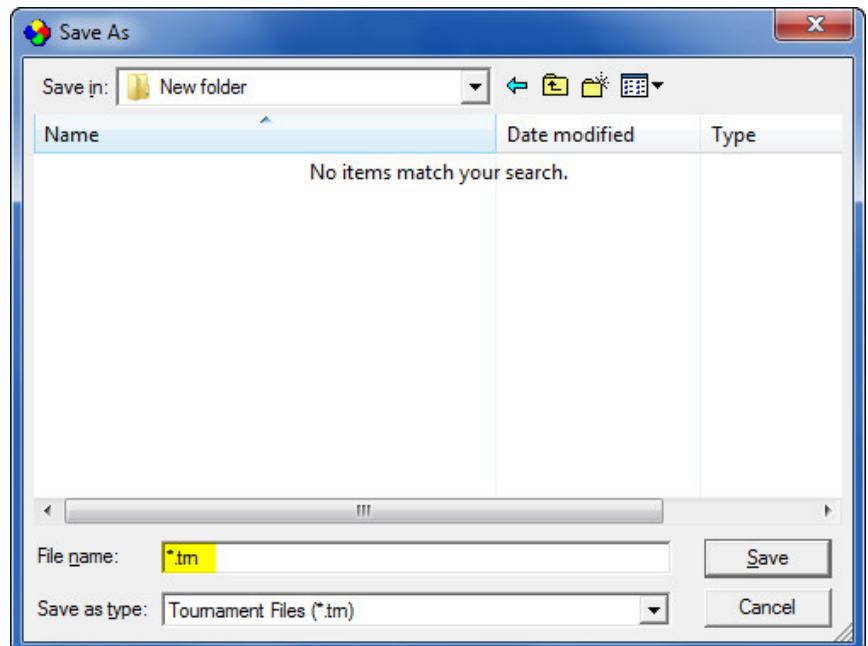 Save As
Save in: New folder
Name Date modified Type
No items match your search.
File name: *.trn Save
Save as type: Tournament Files (*.trn) Cancel